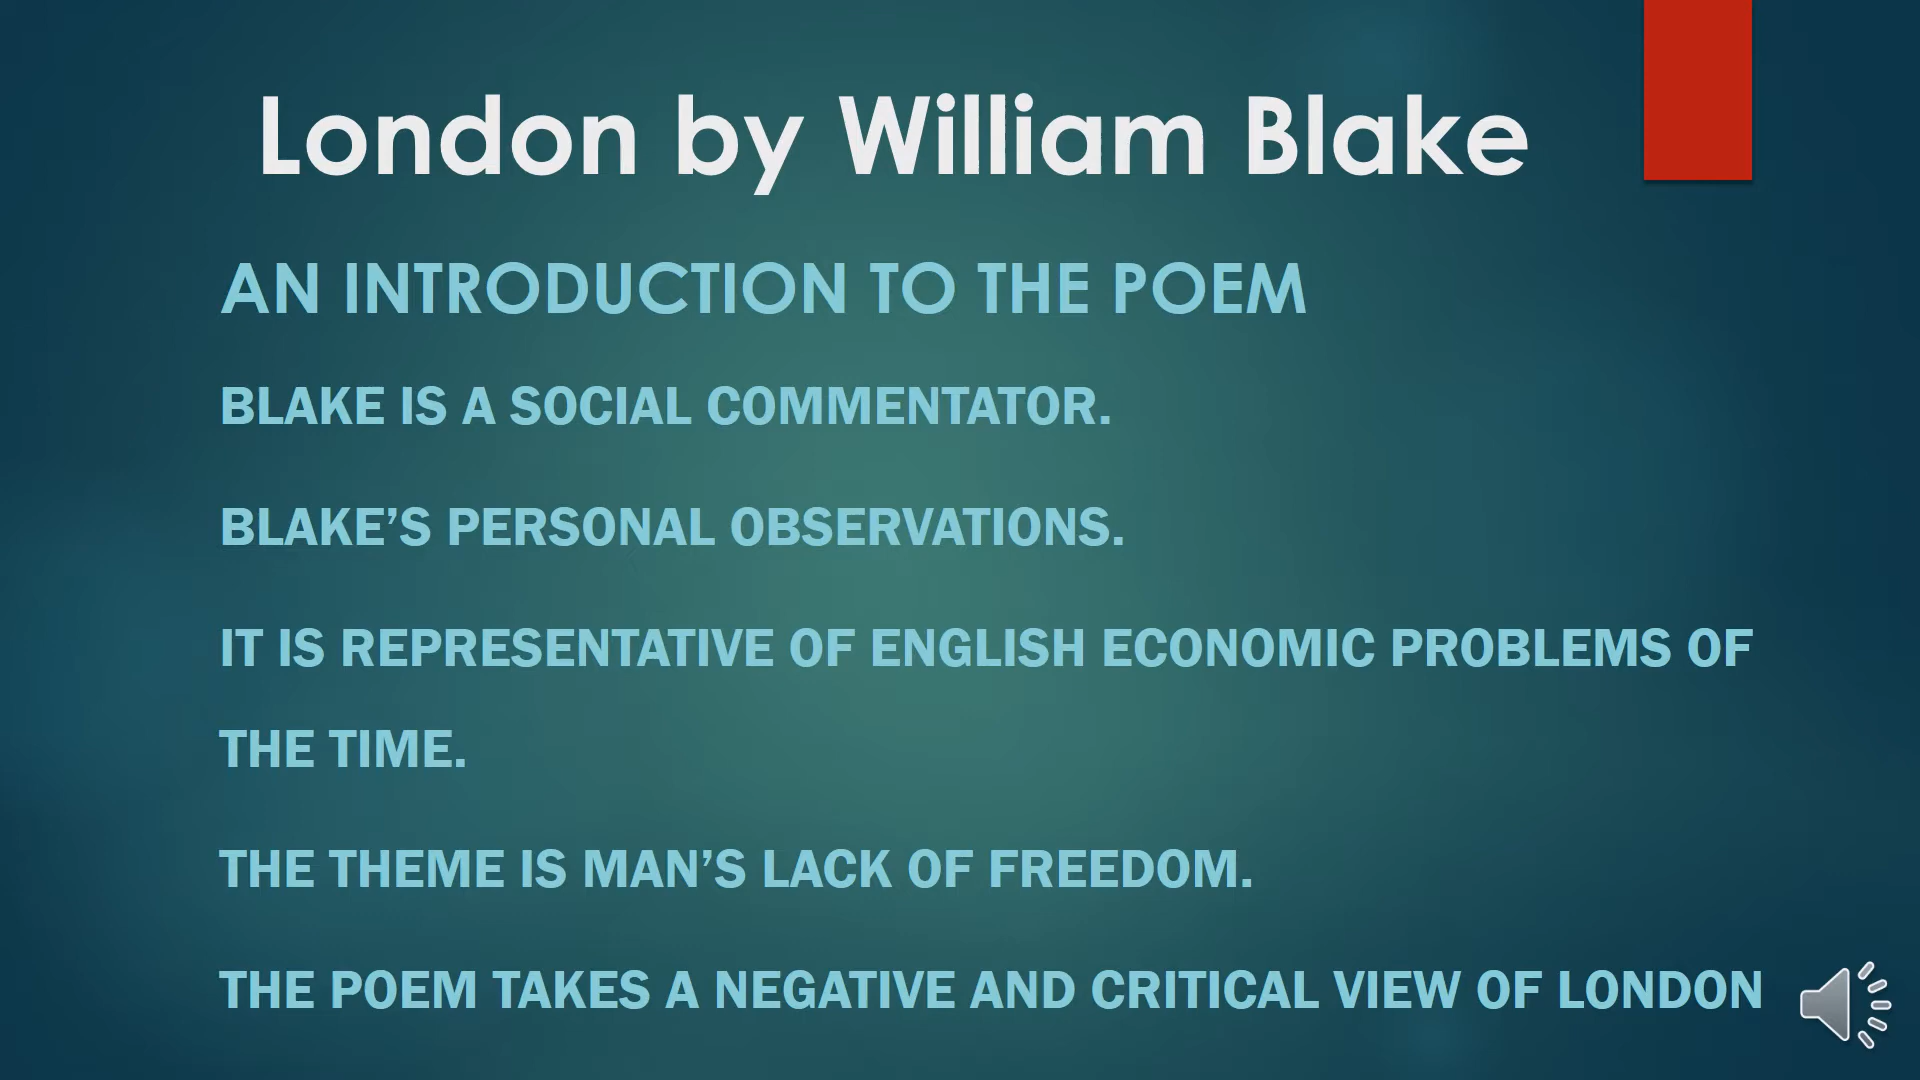 London by William Blake
AN INTRODUCTION TO THE POEM
BLAKE IS A SOCIAL COMMENTATOR.
BLAKE’S PERSONAL OBSERVATIONS.
IT IS REPRESENTATIVE OF ENGLISH ECONOMIC PROBLEMS OF
THE TIME.
THE THEME IS MAN’S LACK OF FREEDOM.
THE POEM TAKES A NEGATIVE AND CRITICAL VIEW OF LONDON